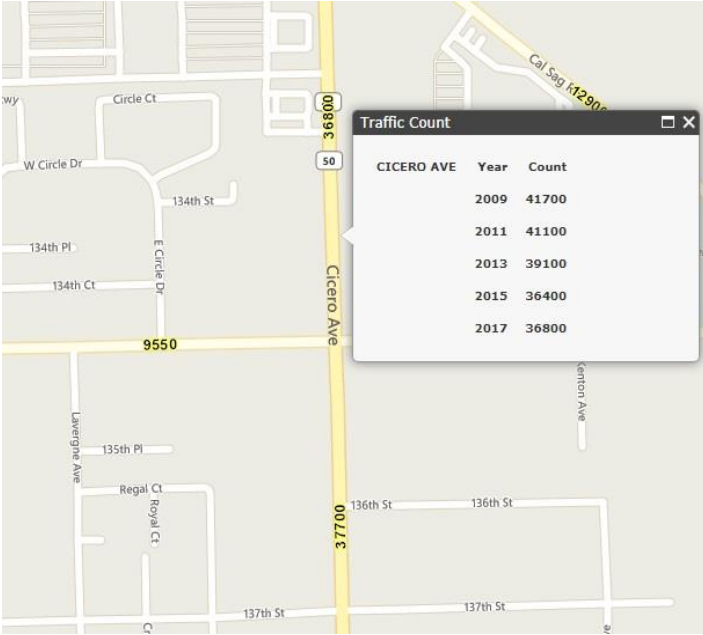 Cal Sag
12900
wy
Circle Ct
36800
Traffic Count
W Circle Dr
50
CICERO AVE Year Count
2009 41700
134th St
2011 41100
134th Pl
E Circle Dr
2013 39100
134th Ct
Cicero Ave
2015 36400
2017 36800
9550
Kenton Ave
Lavergne Ave
135th Pl
Regal Ct
Royal Ct
136th St
136th St
37700
137th St
137th St